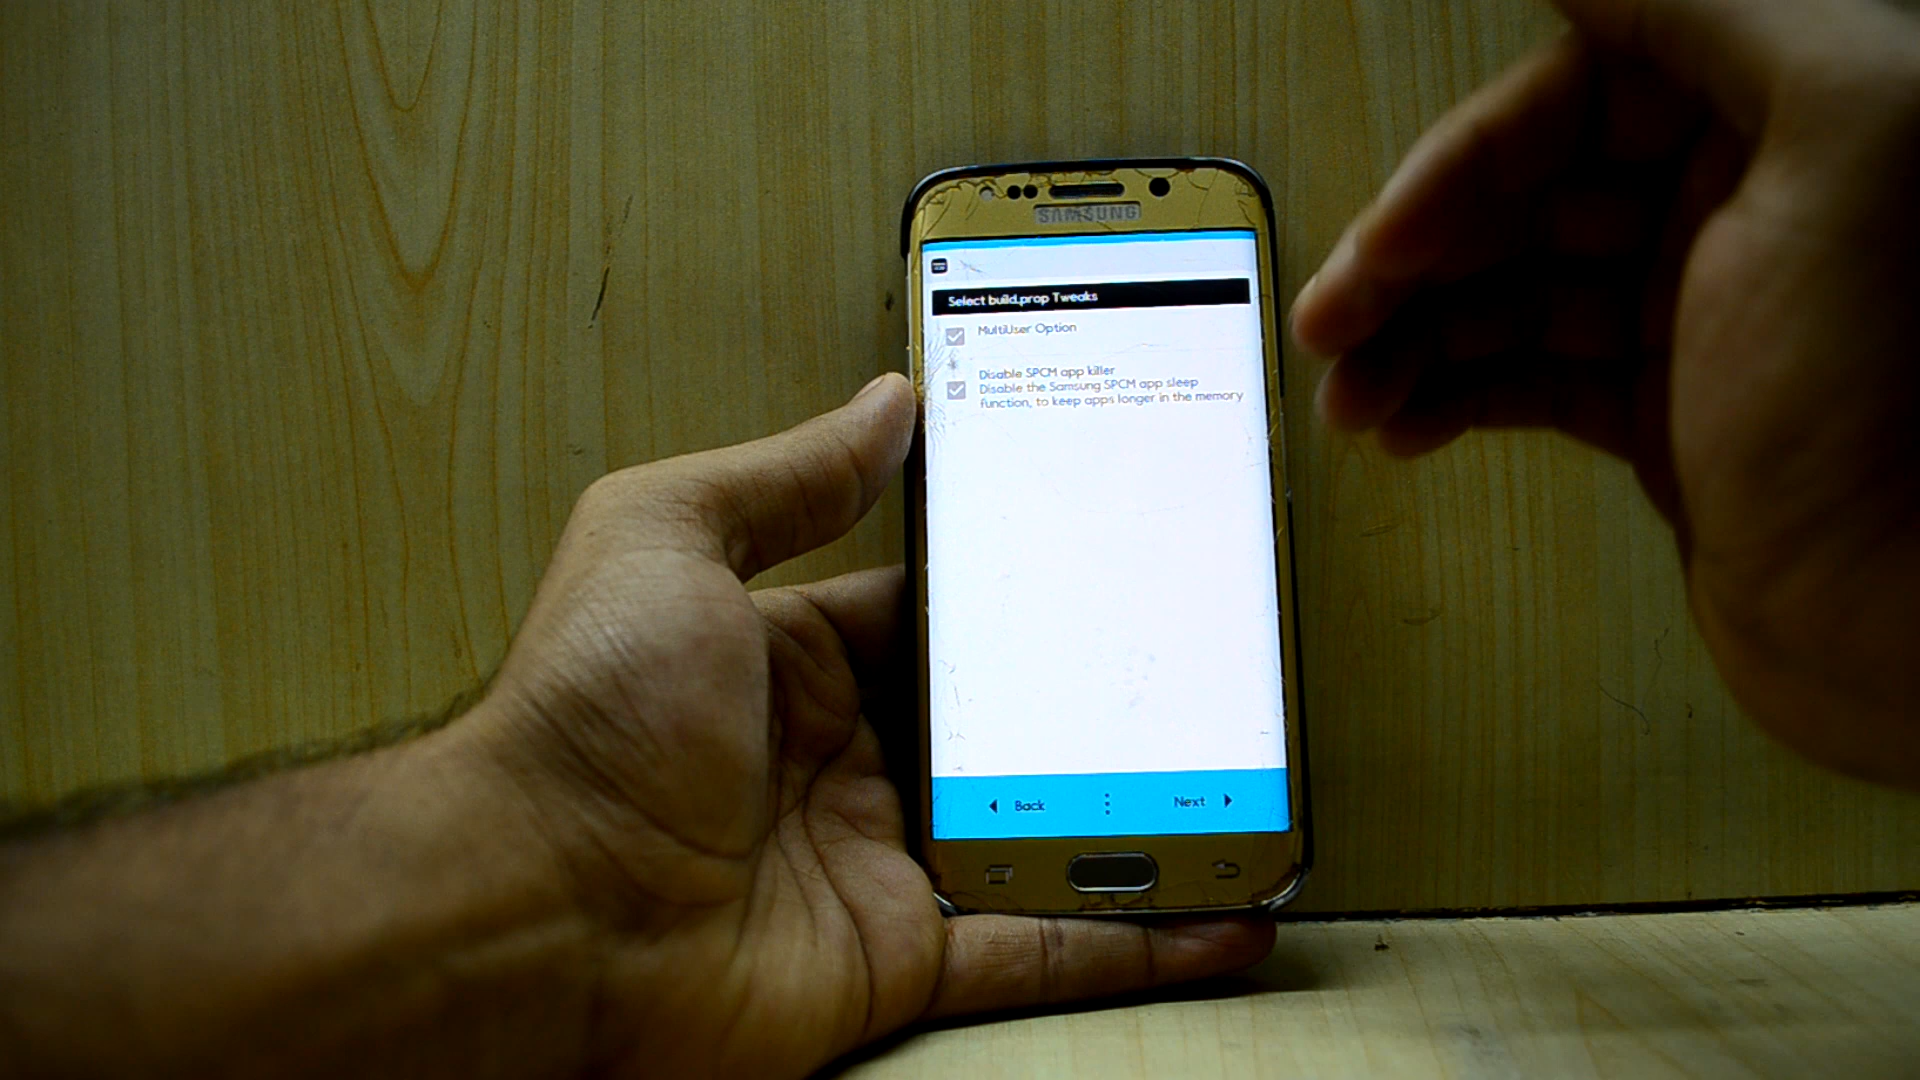 SAMSUNG
Select build.prop Tweaks
MultiUser Option
Disable SPCM app killer
Disable the Samsung SPCM app sleep
function, to keep apps longer in the memory
Back
Next